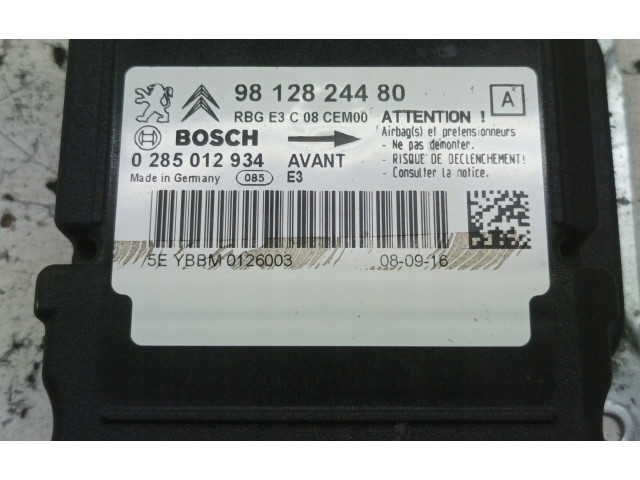 98 128 244 80
A
RBG E3 C 08 CEM00
ATTENTION !
BOSCH
Airbag(s) et pretensionneurs
- Ne pas demonter.
0 285 012 934 AVANT
- RISQUE DE DECLENCHEMENT!
Made in Germany 085 E3
- Consulter la notice.
5E YBBM 0126003
08-09-16